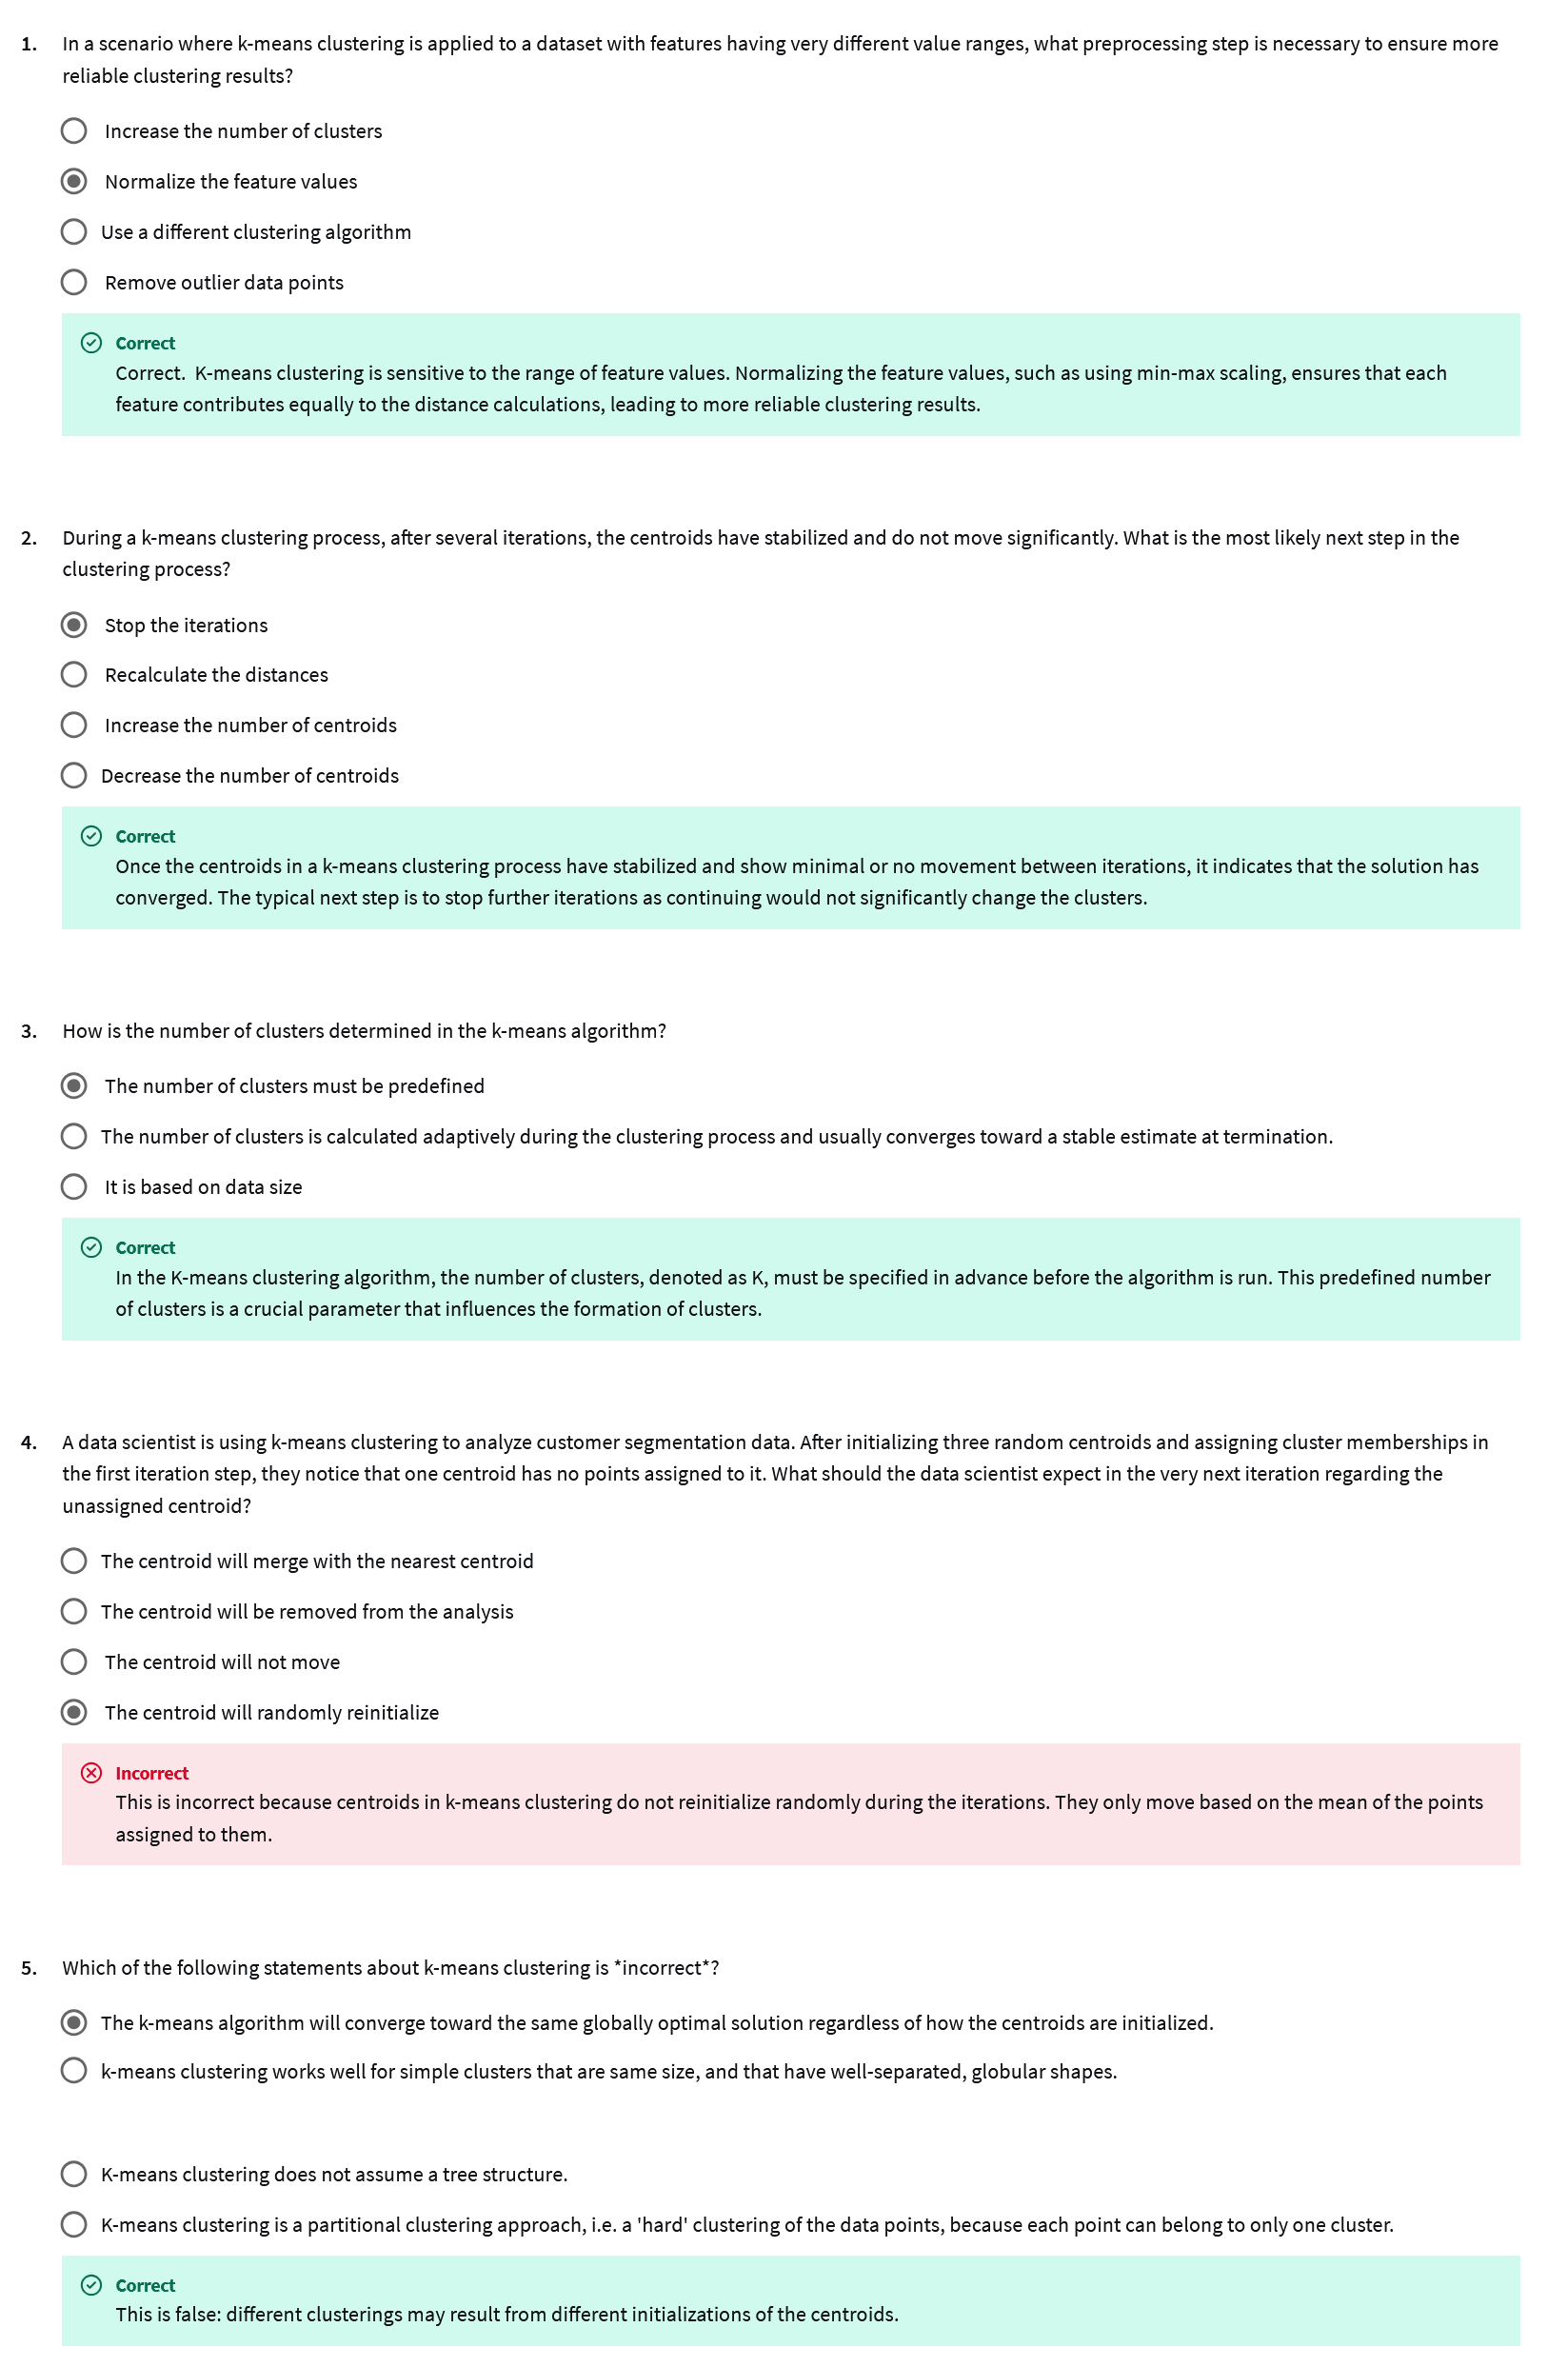 1. In a scenario where k-means clustering is applied to a dataset with features having very different value ranges, what preprocessing step is necessary to ensure more
reliable clustering results?
Increase the number of clusters
Normalize the feature values
Use a different clustering algorithm
Remove outlier data points
Correct
Correct. K-means clustering is sensitive to the range of feature values. Normalizing the feature values, such as using min-max scaling, ensures that each
feature contributes equally to the distance calculations, leading to more reliable clustering results.
2. During a k-means clustering process, after several iterations, the centroids have stabilized and do not move significantly. What is the most likely next step in the
clustering process?
Stop the iterations
Recalculate the distances
Increase the number of centroids
Decrease the number of centroids
Correct
Once the centroids in a k-means clustering process have stabilized and show minimal or no movement between iterations, it indicates that the solution has
converged. The typical next step is to stop further iterations as continuing would not significantly change the clusters.
3. How is the number of clusters determined in the k-means algorithm?
The number of clusters must be predefined
The number of clusters is calculated adaptively during the clustering process and usually converges toward a stable estimate at termination.
It is based on data size
Correct
In the K-means clustering algorithm, the number of clusters, denoted as K, must be specified in advance before the algorithm is run. This predefined number
of clusters is a crucial parameter that influences the formation of clusters.
4. A data scientist is using k-means clustering to analyze customer segmentation data. After initializing three random centroids and assigning cluster memberships in
the first iteration step, they notice that one centroid has no points assigned to it. What should the data scientist expect in the very next iteration regarding the
unassigned centroid?
The centroid will merge with the nearest centroid
The centroid will be removed from the analysis
The centroid will not move
The centroid will randomly reinitialize
Incorrect
This is incorrect because centroids in k-means clustering do not reinitialize randomly during the iterations. They only move based on the mean of the points
assigned to them.
5. Which of the following statements about k-means clustering is *incorrect*?
The k-means algorithm will converge toward the same globally optimal solution regardless of how the centroids are initialized.
k-means clustering works well for simple clusters that are same size, and that have well-separated, globular shapes.
K-means clustering does not assume a tree structure.
K-means clustering is a partitional clustering approach, i.e. a 'hard' clustering of the data points, because each point can belong to only one cluster.
Correct
This is false: different clusterings may result from different initializations of the centroids.